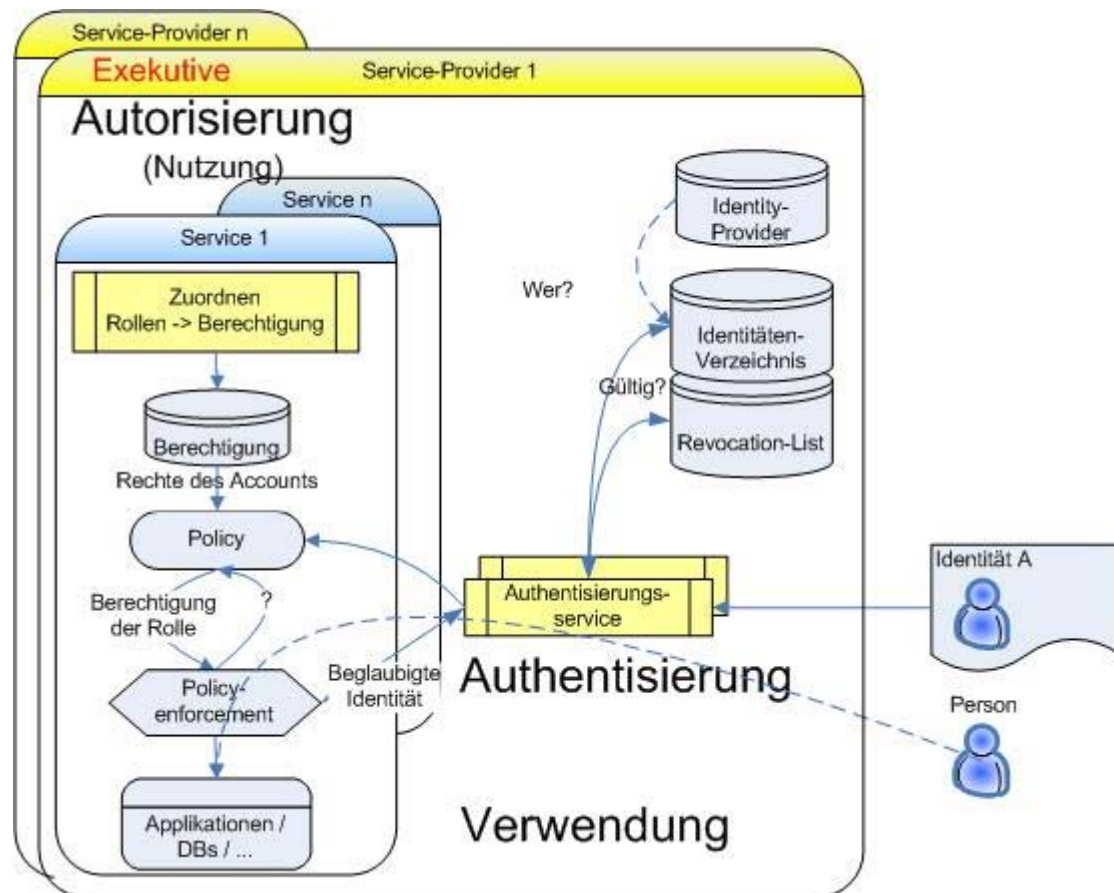 Service-Provider n
Exekutive
Service-Provider 1
Autorisierung
(Nutzung)
Service n
Service 1
Zuordnen
Rollen -> Berechtigung
Berechtigung
Rechte des Accounts
Policy
Berechtigung
der Rolle
?
Policy-
enforcement
Beglaubigte
Identität
Applikationen /
DBs / ...
Identity-
Provider
Wer?
Identitäten-
Verzeichnis
Gültig?
Revocation-List
Authentisierungs-
service
Authentisierung
Verwendung
Identität A
Person